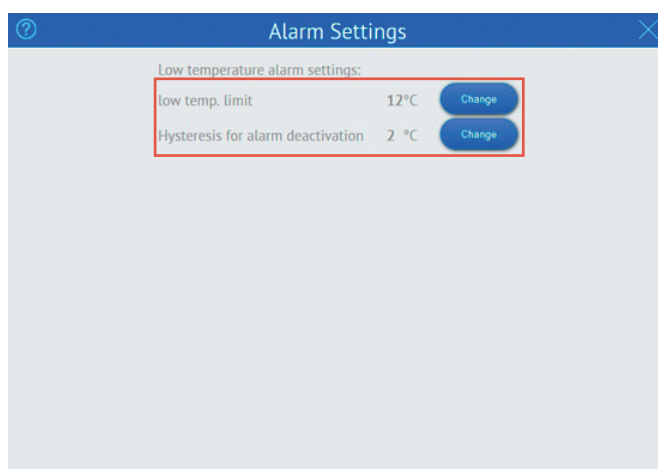 ?
Alarm Settings
Low temperature alarm settings:
low temp. limit 12°C Change
Hysteresis for alarm deactivation 2 °C Change